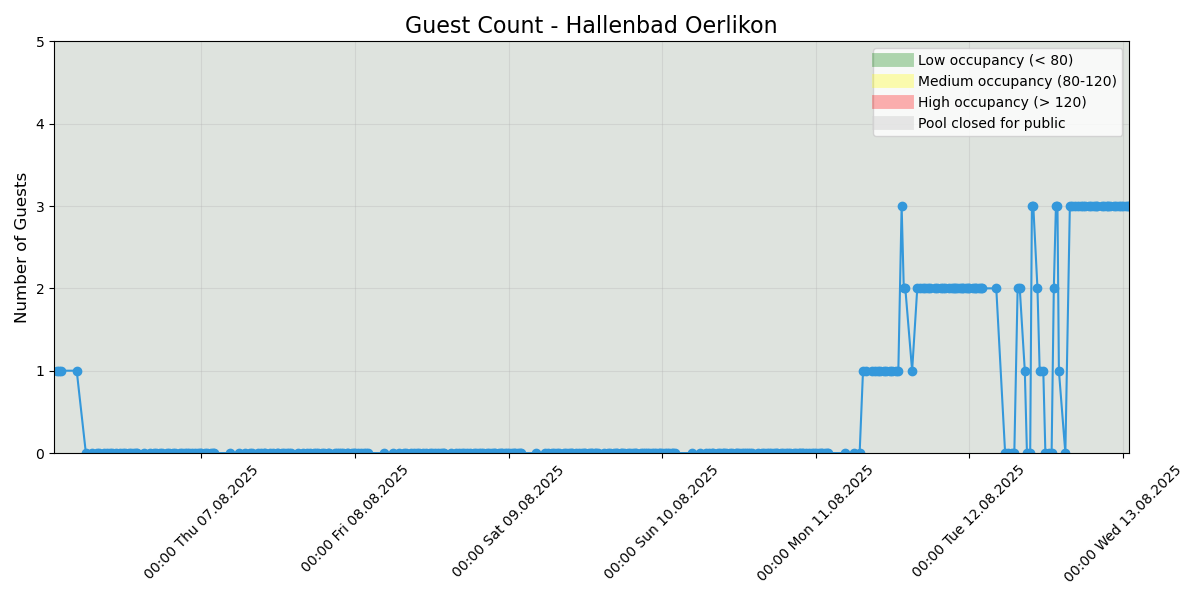 Guest Count - Hallenbad Oerlikon
Low occupancy (< 80)
Medium occupancy (80-120)
High occupancy (> 120)
Pool closed for public
Number of Guests
5
4
3
2
1
0
00:00 Thu 07.08.2025
00:00 Fri 08.08.2025
00:00 Sat 09.08.2025
00:00 Sun 10.08.2025
00:00 Mon 11.08.2025
00:00 Tue 12.08.2025
00:00 Wed 13.08.2025